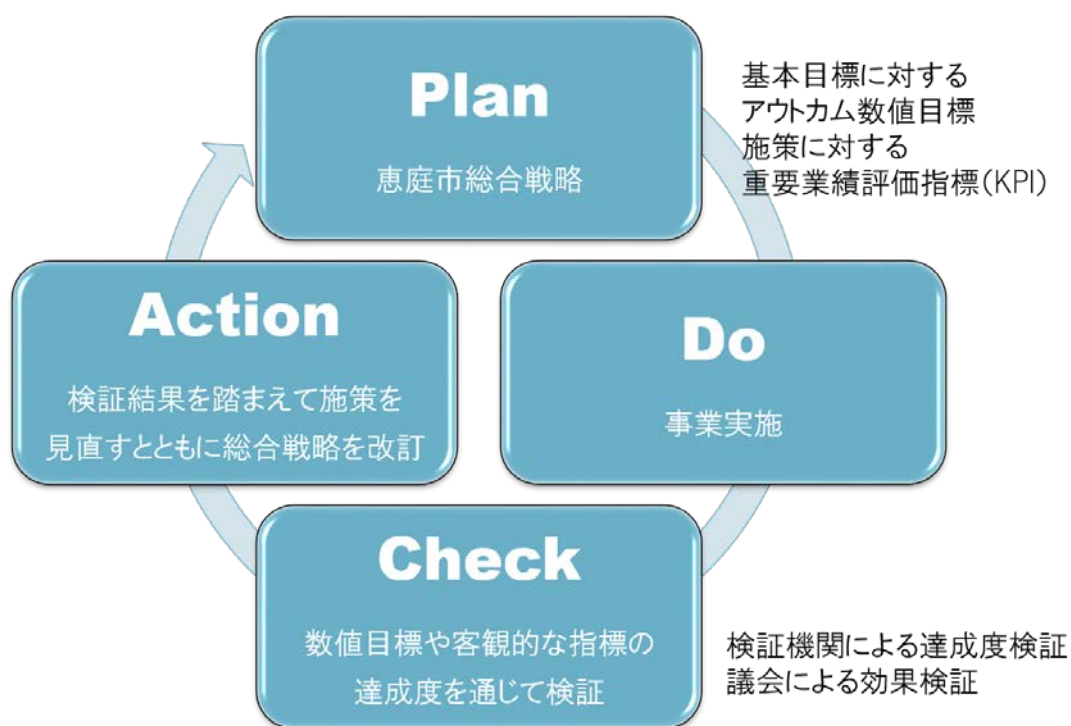 Plan
恵庭市総合戦略
基本目標に対する
アウトカム数値目標
施策に対する
重要業績評価指標(KPI)
Action
検証結果を踏まえて施策を
見直すとともに総合戦略を改訂
Do
事業実施
Check
数値目標や客観的な指標の
達成度を通じて検証
検証機関による達成度検証
議会による効果検証